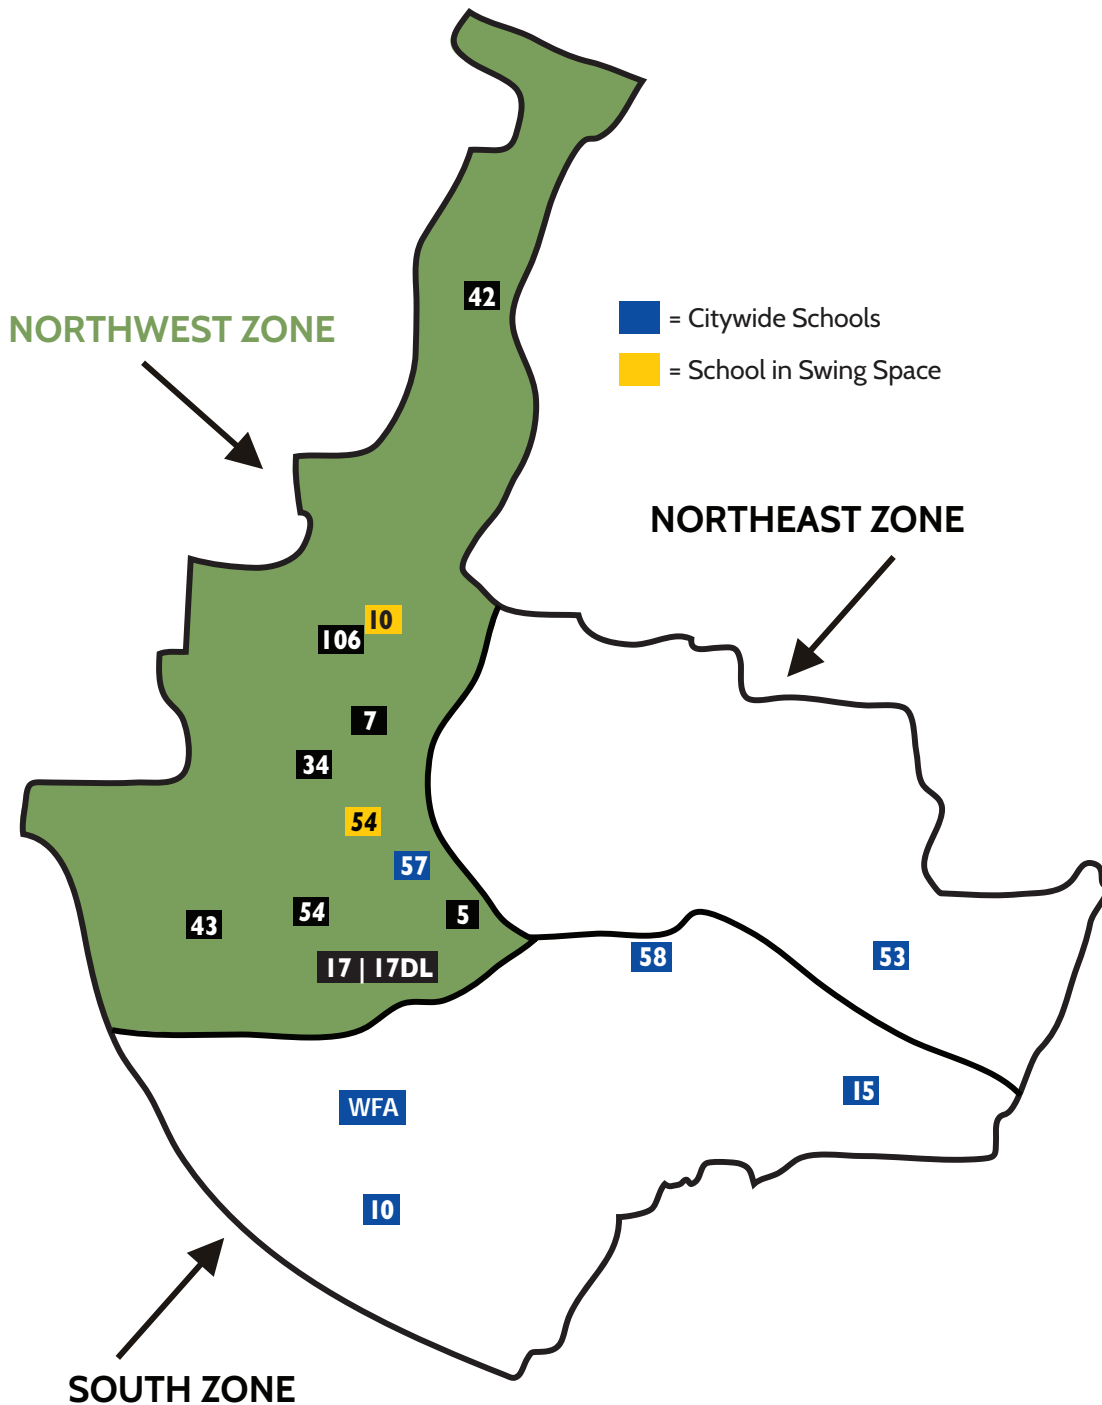 42
NORTHWEST ZONE
= Citywide Schools
= School in Swing Space
NORTHEAST ZONE
10
106
7
34
54
57
54
5
43
17 | 17DL
58
53
15
WFA
10
SOUTH ZONE